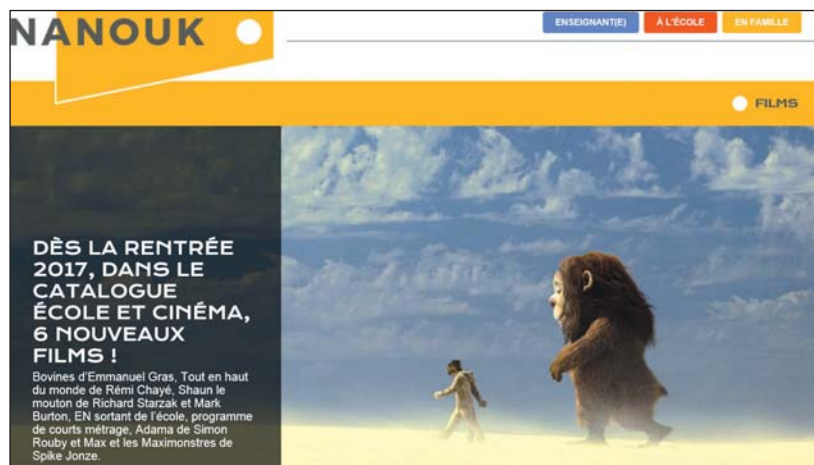 NANOUK
ENSEIGNANT(E) À L'ÉCOLE EN FAMILLE
FILMS
DÈS LA RENTRÉE
2017, DANS LE
CATALOGUE
ÉCOLE ET CINÉMA,
6 NOUVEAUX
FILMS !
Bovines d'Emmanuel Gras, Tout en haut
du monde de Rémi Chayé, Shaun le
mouton de Richard Starzak et Mark
Burton, EN sortant de l'école, programme
de courts métrage, Adama de Simon
Rouby et Max et les Maximonstres de
Spike Jonze.